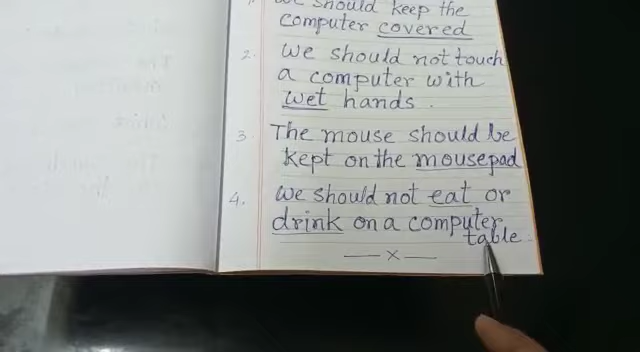 1. We should keep the
computer covered
2. We should not touch
a computer with
wet hands.
3. The mouse should be
kept on the mousepad
4. We should not eat or
drink on a computer
table.
— x —